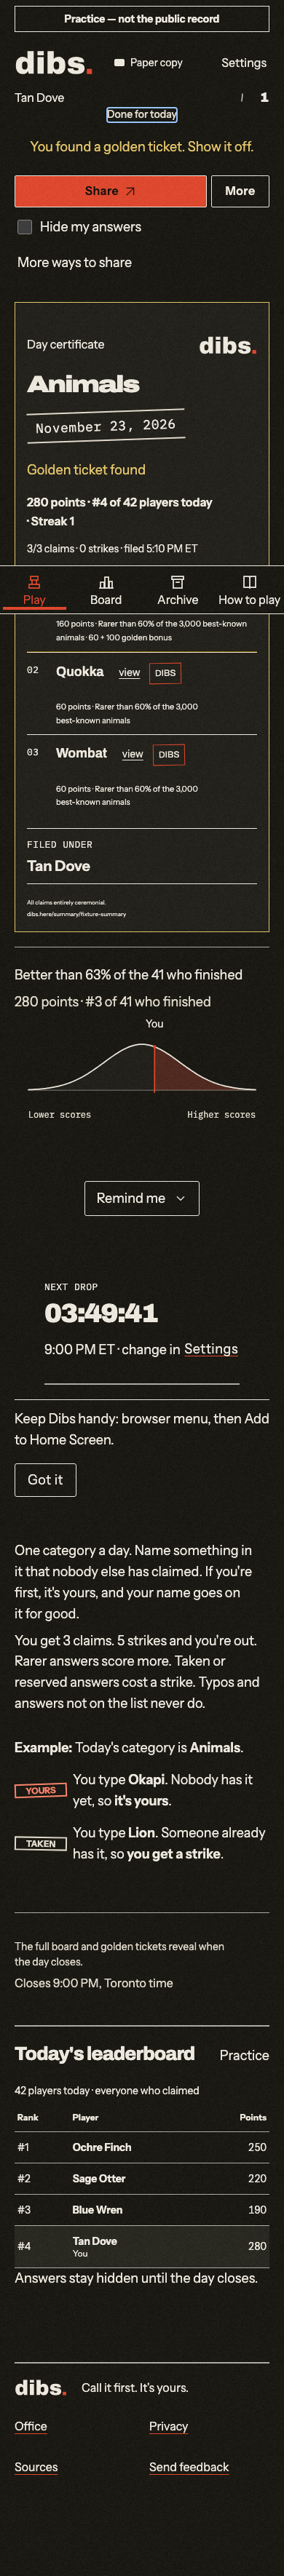 Practice — not the public record
dibs.
Paper copy
Settings
Tan Dove
1
Done for today
You found a golden ticket. Show it off.
Share
More
Hide my answers
More ways to share
Day certificate
dibs.
Animals
November 23, 2026
Golden ticket found
280 points · #4 of 42 players today
· Streak 1
3/3 claims · 0 strikes · filed 5:10 PM ET
Play
Board
Archive
How to play
160 points · Rarer than 60% of the 3,000 best-known
animals · 60 + 100 golden bonus
02
Quokka
view
DIBS
60 points · Rarer than 60% of the 3,000
best-known animals
03
Wombat
view
DIBS
60 points · Rarer than 60% of the 3,000
best-known animals
FILED UNDER
Tan Dove
All claims entirely ceremonial.
dibs.here/summary/fixture-summary
Better than 63% of the 41 who finished
280 points · #3 of 41 who finished
You
Lower scores
Higher scores
Remind me
NEXT DROP
03:49:41
9:00 PM ET · change in Settings
Keep Dibs handy: browser menu, then Add
to Home Screen.
Got it
One category a day. Name something in
it that nobody else has claimed. If you're
first, it's yours, and your name goes on
it for good.
You get 3 claims. 5 strikes and you're out.
Rarer answers score more. Taken or
reserved answers cost a strike. Typos and
answers not on the list never do.
Example: Today's category is Animals.
YOURS
You type Okapi. Nobody has it
yet, so it's yours.
TAKEN
You type Lion. Someone already
has it, so you get a strike.
The full board and golden tickets reveal when
the day closes.
Closes 9:00 PM, Toronto time
Today's leaderboard
Practice
42 players today · everyone who claimed
Rank
Player
Points
#1
Ochre Finch
250
#2
Sage Otter
220
#3
Blue Wren
190
#4
Tan Dove
You
280
Answers stay hidden until the day closes.
dibs.
Call it first. It's yours.
Office
Privacy
Sources
Send feedback